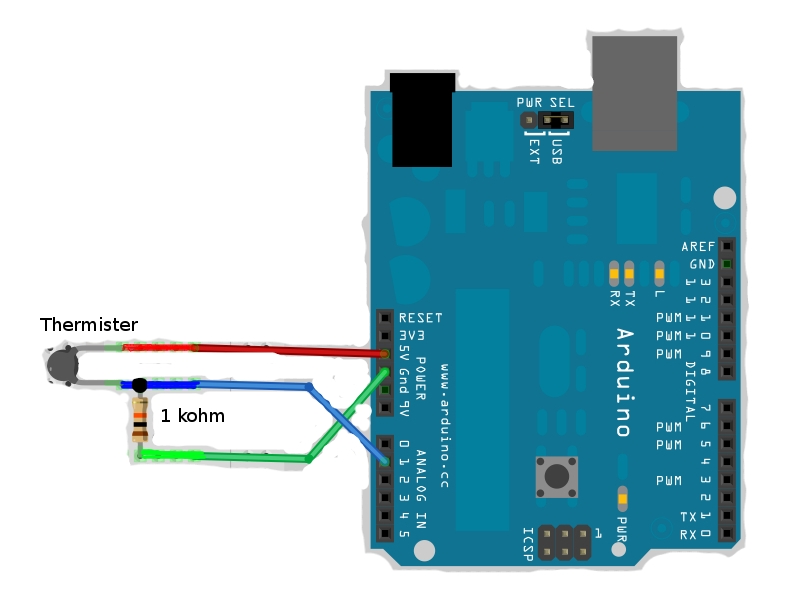 PWR SEL
EXT
USB
AREF
GND
13
12
PWM 11
PWM 10
PWM 9
8
DIGITAL
7
PWM 6
PWM 5
4
PWM 3
2
TX 1
RX 0
RX
TX
L
Arduino
www.arduino.cc
RESET
3V3
5V
Gnd
9V
POWER
0
1
2
3
4
5
ANALOG IN
PWR
ICSP
1
Thermister
1 kohm